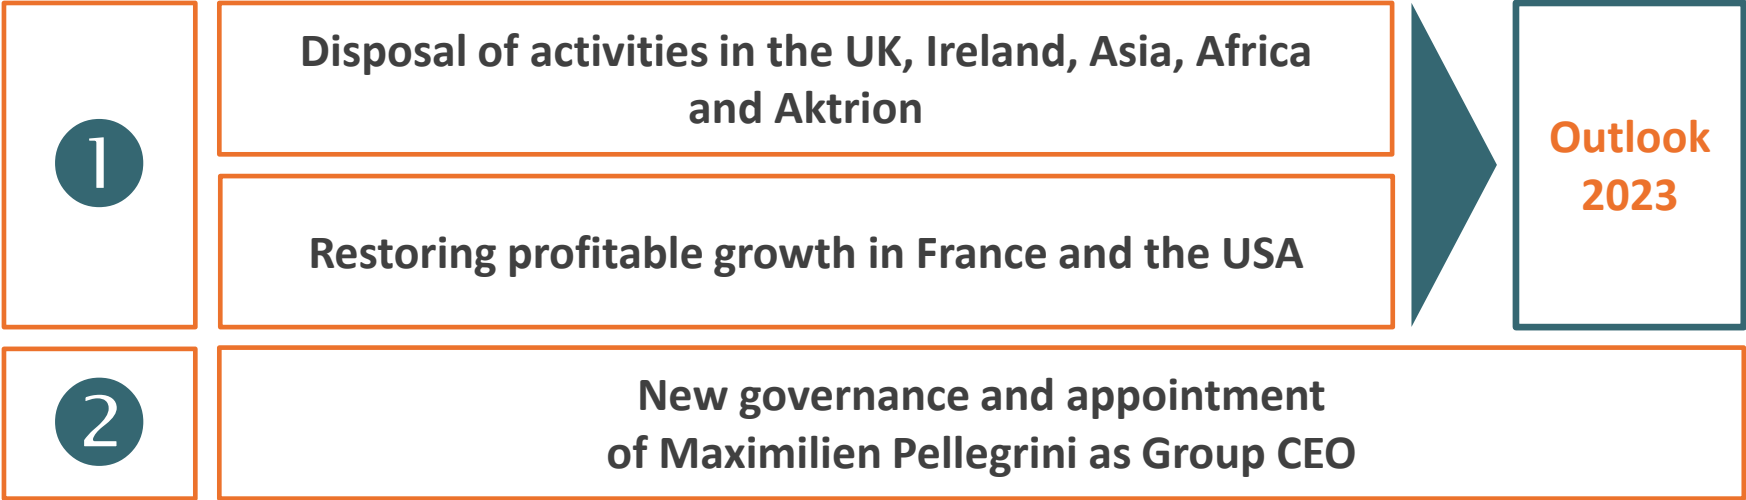 1
Disposal of activities in the UK, Ireland, Asia, Africa
and Aktrion
Restoring profitable growth in France and the USA
Outlook
2023
2
New governance and appointment
of Maximilien Pellegrini as Group CEO